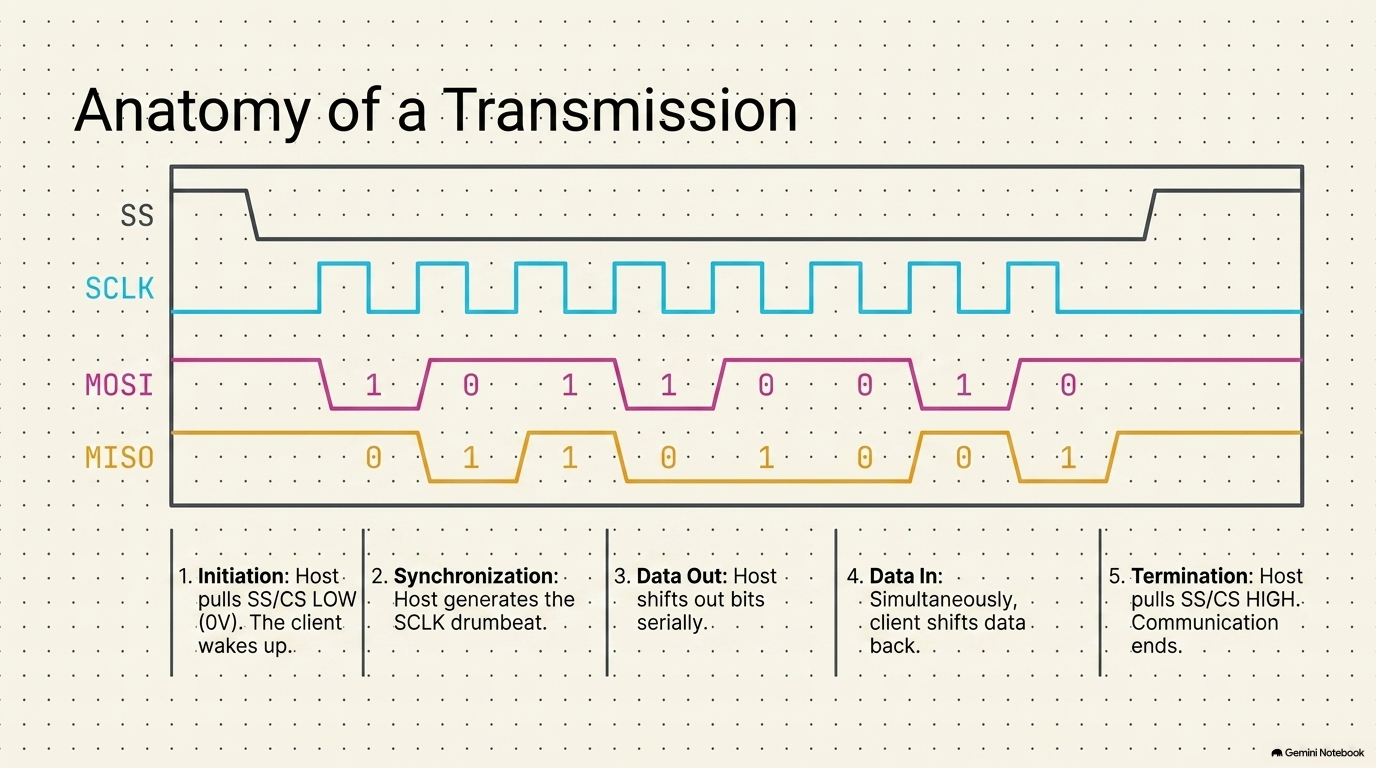 Anatomy of a Transmission
SS
SCLK
MOSI 1 0 1 1 0 0 1 0
MISO 0 1 1 0 1 0 0 1
1. Initiation: Host
pulls SS/CS LOW
(0V). The client
wakes up.
2. Synchronization:
Host generates the
SCLK drumbeat.
3. Data Out: Host
shifts out bits
serially.
4. Data In:
Simultaneously,
client shifts data
back.
5. Termination: Host
pulls SS/CS HIGH.
Communication
ends.
Gemini Notebook